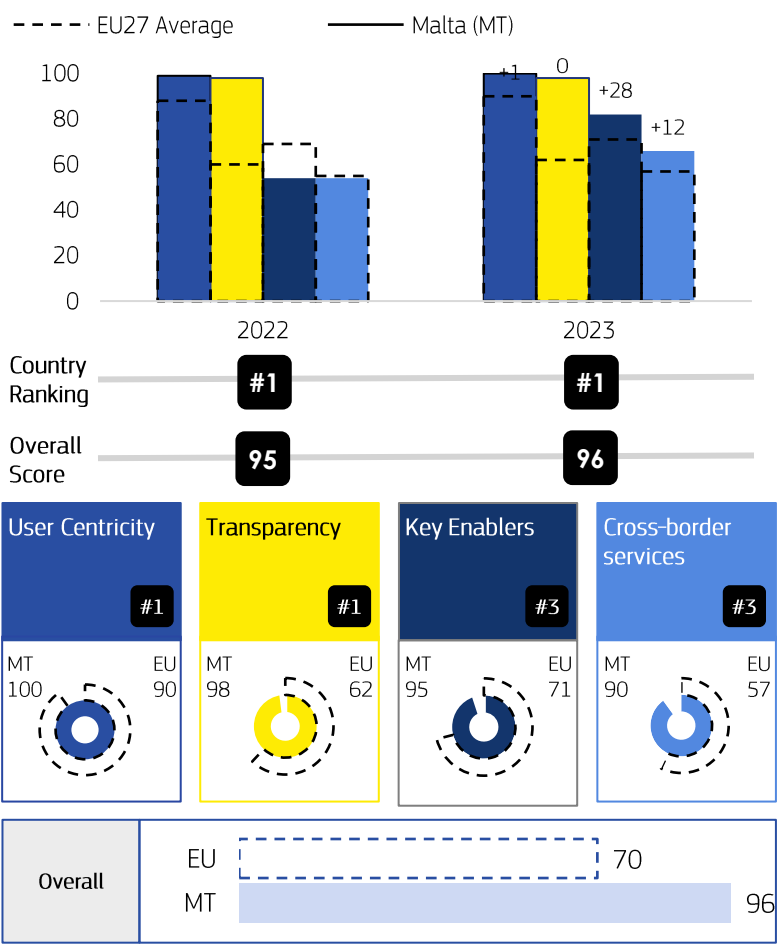 EU27 Average
Malta (MT)
100
80
60
40
20
0
+1
0
+28
+12
2022
2023
Country
Ranking
#1
#1
Overall
Score
95
96
User Centricity
#1
Transparency
#1
Key Enablers
#3
Cross-border
services
#3
MT
100
EU
90
MT
98
EU
62
MT
95
EU
71
MT
90
EU
57
Overall
EU
70
MT
96